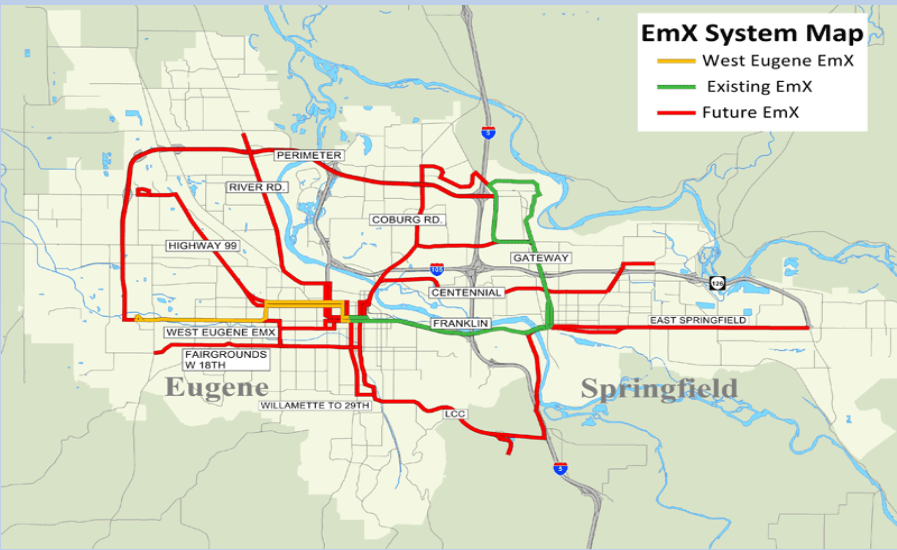 EmX System Map
West Eugene EmX
Existing EmX
Future EmX
5
PERIMETER
RIVER RD.
COBURG RD.
HIGHWAY 99
GATEWAY
105
126
CENTENNIAL
FRANKLIN
EAST SPRINGFIELD
WEST EUGENE EMX
FAIRGROUNDS
W 18TH
Eugene
Springfield
WILLAMETTE TO 29TH
LCC
5